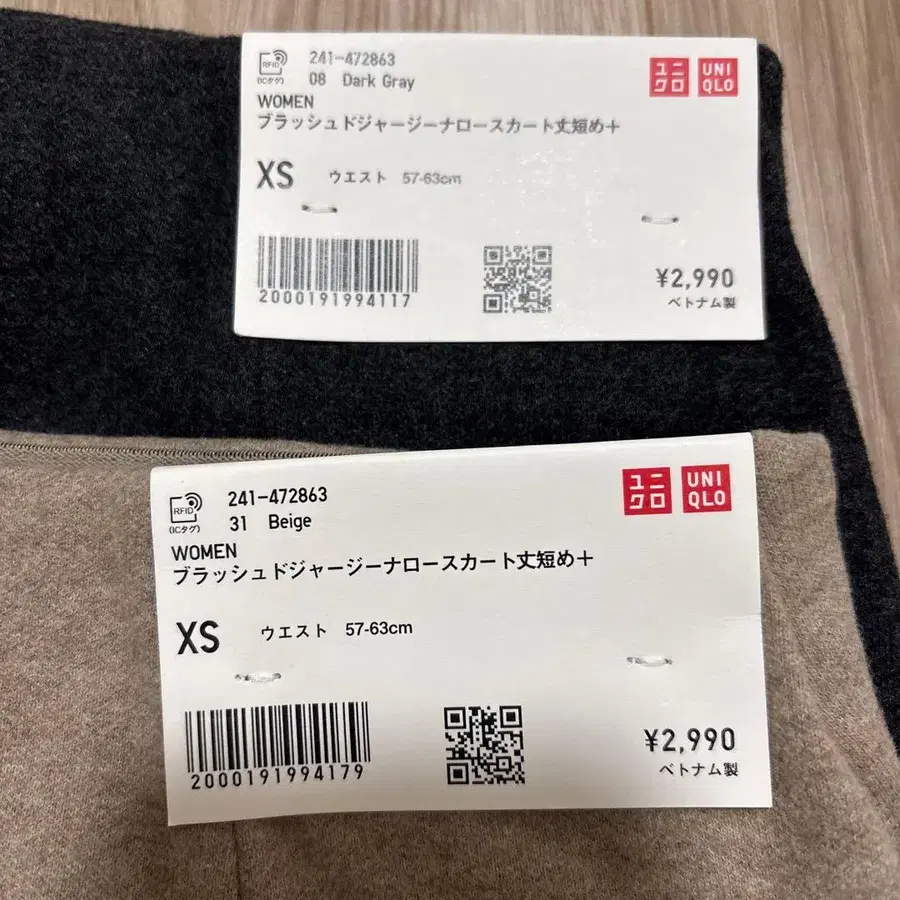 RFID
(ICタグ)
241-472863
08 Dark Gray
ユニクロ
UNIQLO
WOMEN
ブラッシュドジャージーナロースカート丈短め＋
XS ウエスト 57-63cm
2000191994117
¥2,990
ベトナム製
RFID
(ICタグ)
241-472863
31 Beige
ユニクロ
UNIQLO
WOMEN
ブラッシュドジャージーナロースカート丈短め＋
XS ウエスト 57-63cm
2000191994179
¥2,990
ベトナム製